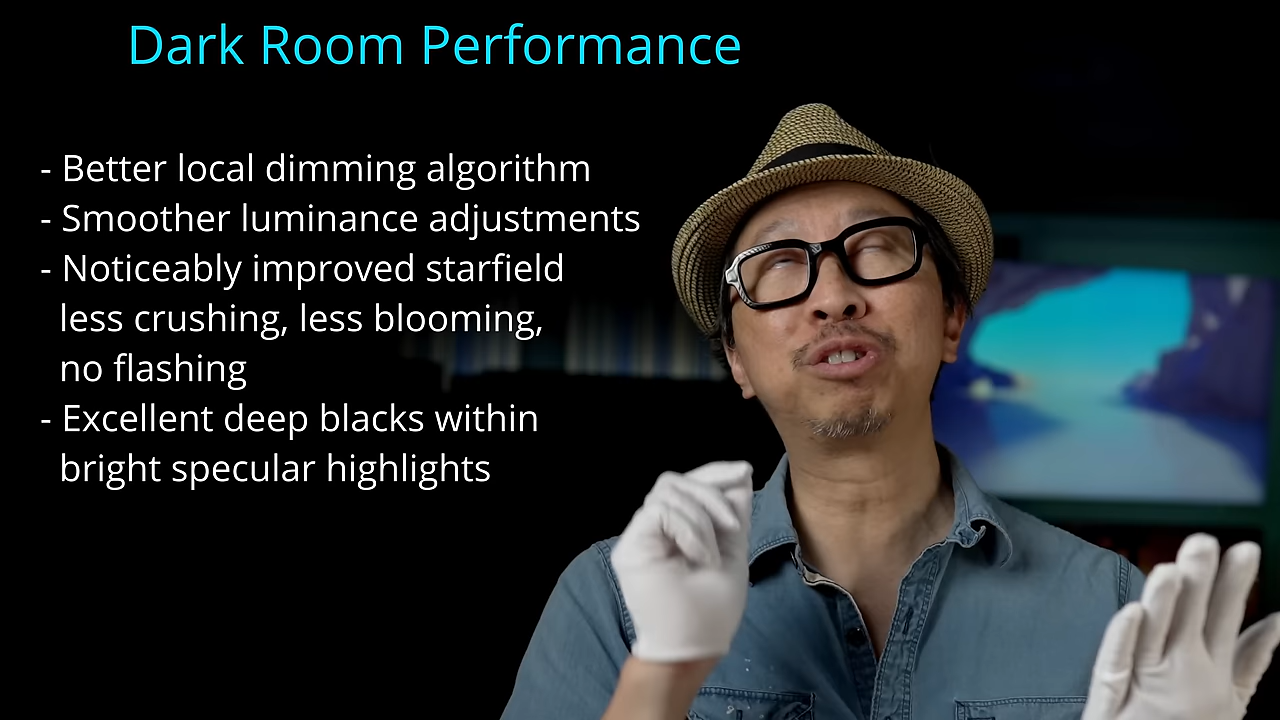 Dark Room Performance
- Better local dimming algorithm
- Smoother luminance adjustments
- Noticeably improved starfield
less crushing, less blooming,
no flashing
- Excellent deep blacks within
bright specular highlights